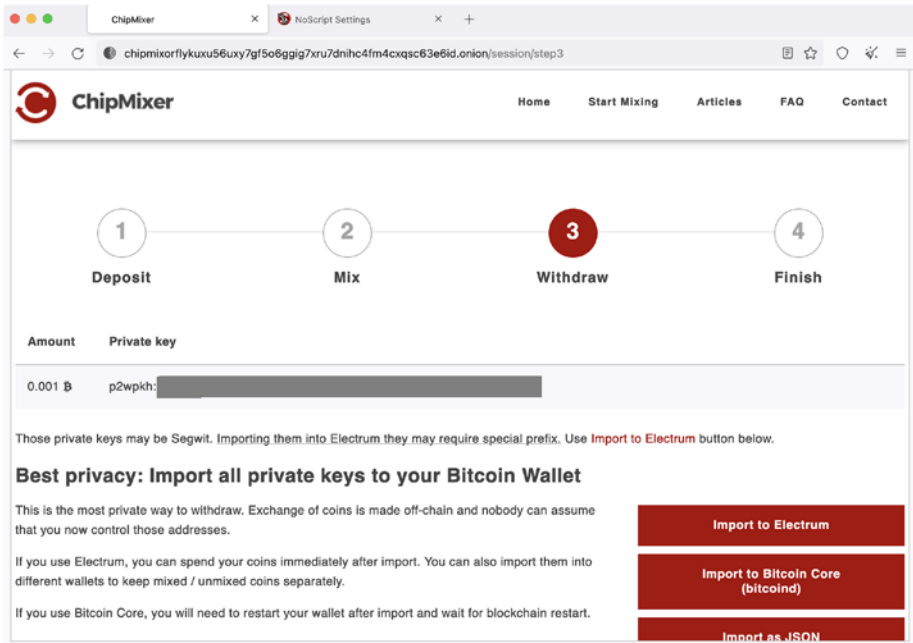 ChipMixer
NoScript Settings
chipmixorflykuxu56uxy7gf5o6ggig7xru7dnihc4fm4cxqsc63e6id.onion/session/step3
ChipMixer
Home Start Mixing Articles FAQ Contact
1 2 3 4
Deposit Mix Withdraw Finish
Amount Private key
0.001 ₿ p2wpkh:
Those private keys may be Segwit. Importing them into Electrum they may require special prefix. Use Import to Electrum button below.
Best privacy: Import all private keys to your Bitcoin Wallet
This is the most private way to withdraw. Exchange of coins is made off-chain and nobody can assume
that you now control those addresses.
If you use Electrum, you can spend your coins immediately after import. You can also import them into
different wallets to keep mixed / unmixed coins separately.
If you use Bitcoin Core, you will need to restart your wallet after import and wait for blockchain restart.
Import to Electrum
Import to Bitcoin Core
(bitcoind)
Import as JSON